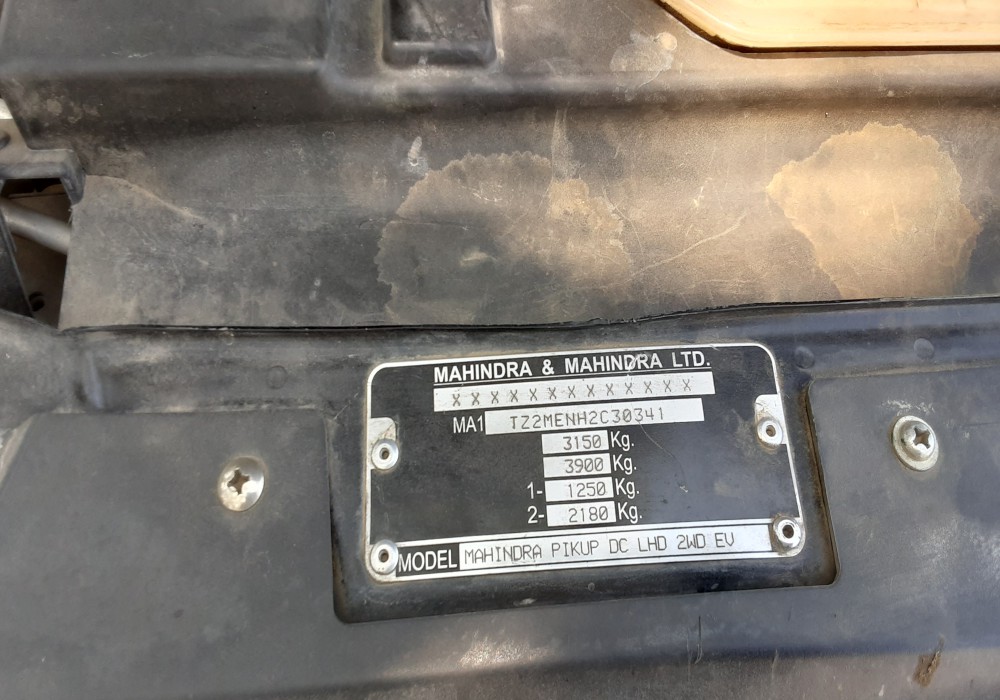 MAHINDRA & MAHINDRA LTD.
XXXXXXXXXXXXX
MA1 TZ2MENH2C30341
3150 Kg.
3900 Kg.
1- 1250 Kg.
2- 2180 Kg.
MODEL MAHINDRA PIKUP DC LHD 2WD EV